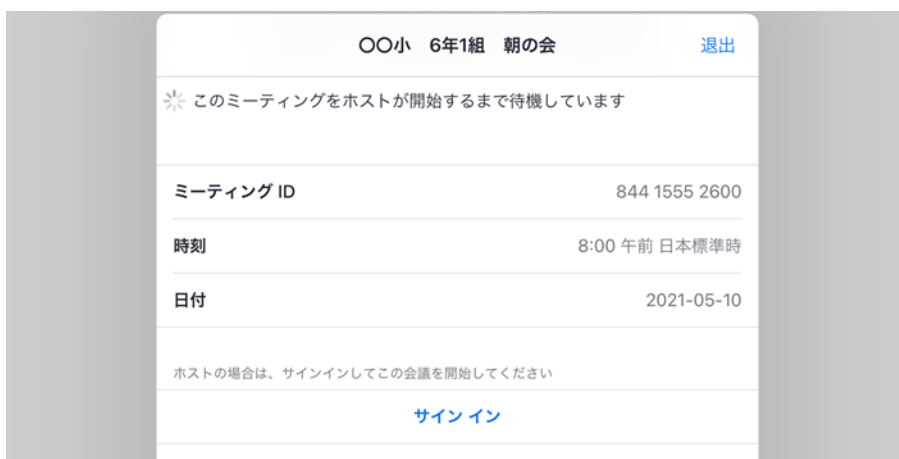 〇〇小　6年1組　朝の会
退出
このミーティングをホストが開始するまで待機しています
ミーティング ID
844 1555 2600
時刻
8:00 午前 日本標準時
日付
2021-05-10
ホストの場合は、サインインしてこの会議を開始してください
サイン イン